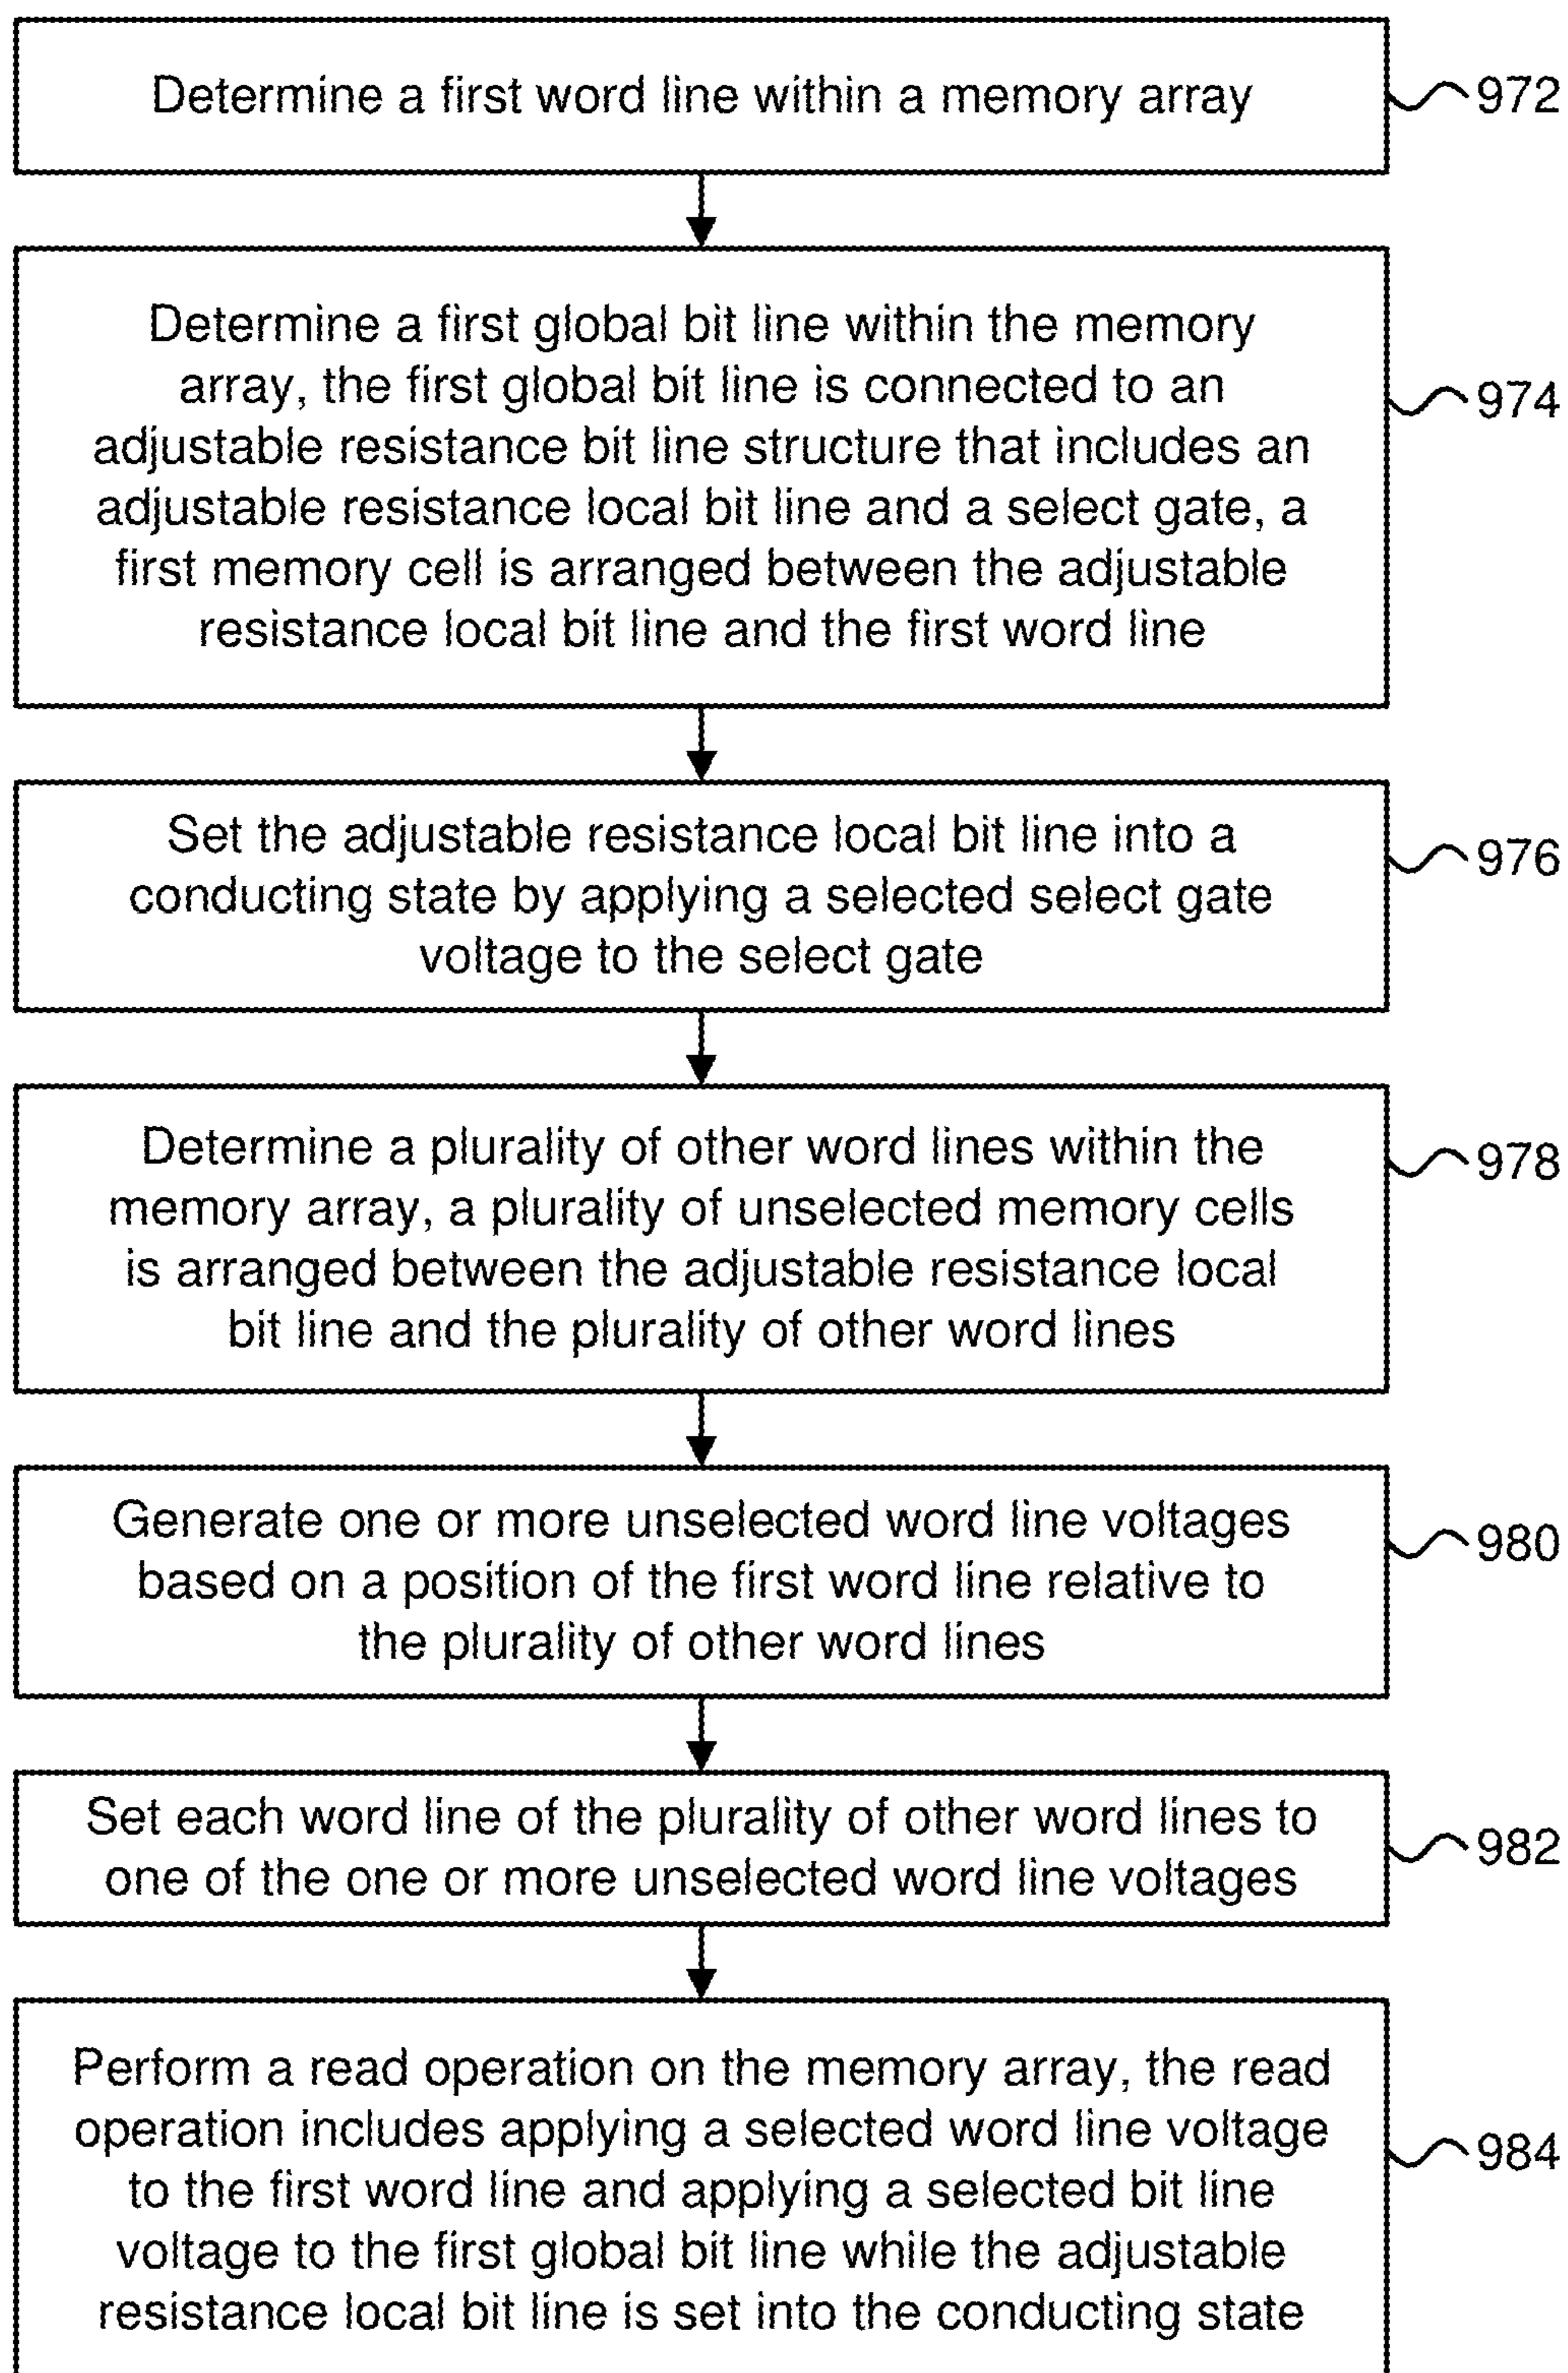 Determine a first word line within a memory array
972
Determine a first global bit line within the memory
array, the first global bit line is connected to an
adjustable resistance bit line structure that includes an
adjustable resistance local bit line and a select gate, a
first memory cell is arranged between the adjustable
resistance local bit line and the first word line
974
Set the adjustable resistance local bit line into a
conducting state by applying a selected select gate
voltage to the select gate
976
Determine a plurality of other word lines within the
memory array, a plurality of unselected memory cells
is arranged between the adjustable resistance local
bit line and the plurality of other word lines
978
Generate one or more unselected word line voltages
based on a position of the first word line relative to
the plurality of other word lines
980
Set each word line of the plurality of other word lines to
one of the one or more unselected word line voltages
982
Perform a read operation on the memory array, the read
operation includes applying a selected word line voltage
to the first word line and applying a selected bit line
voltage to the first global bit line while the adjustable
resistance local bit line is set into the conducting state
984